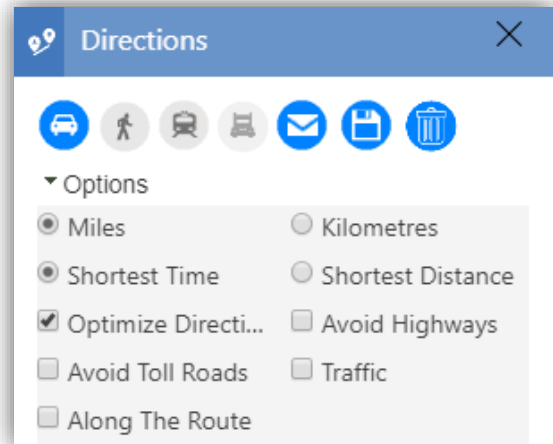 Directions
Options
Miles Kilometres
Shortest Time Shortest Distance
Optimize Directi... Avoid Highways
Avoid Toll Roads Traffic
Along The Route